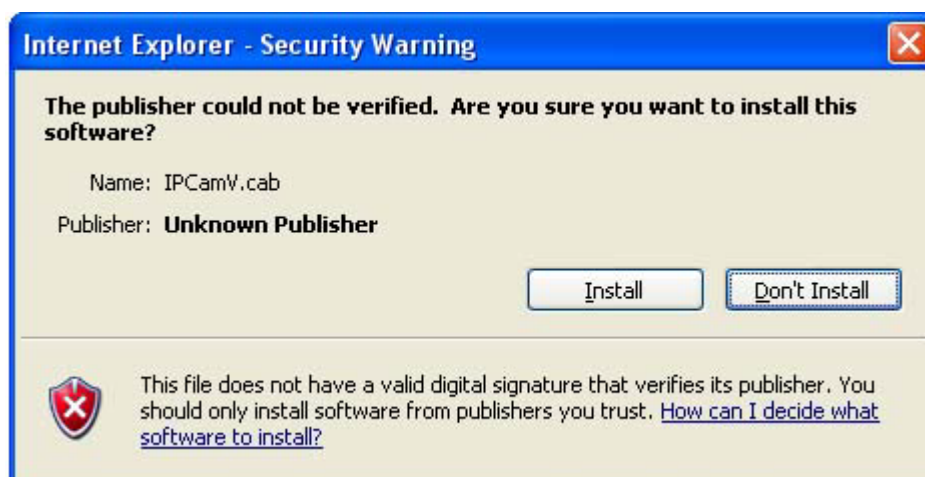 Internet Explorer - Security Warning
The publisher could not be verified. Are you sure you want to install this
software?
Name: IPCamV.cab
Publisher: Unknown Publisher
Install Don't Install
This file does not have a valid digital signature that verifies its publisher. You
should only install software from publishers you trust. How can I decide what
software to install?